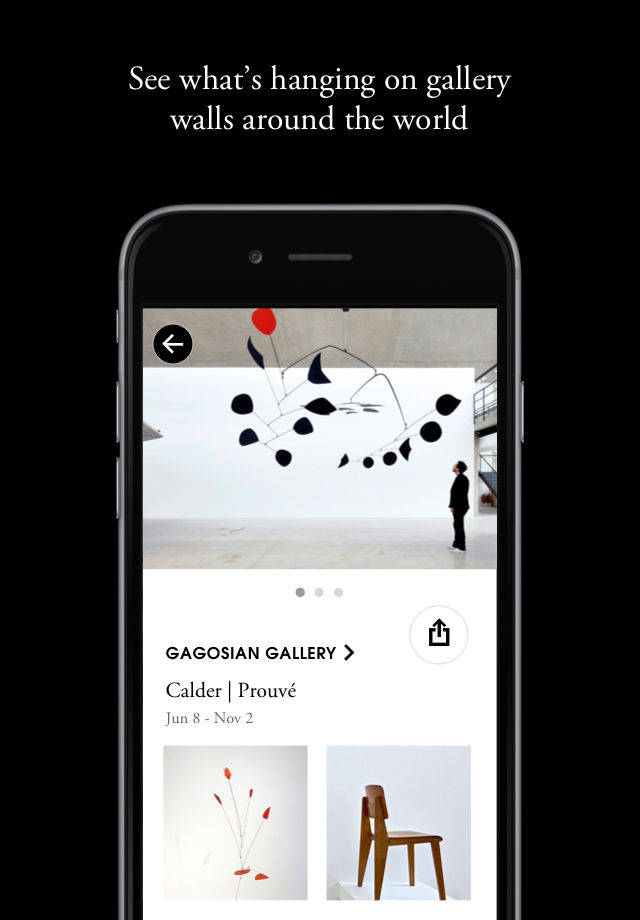 See what's hanging on gallery
walls around the world
GAGOSIAN GALLERY
Calder | Prouvé
Jun 8 - Nov 2